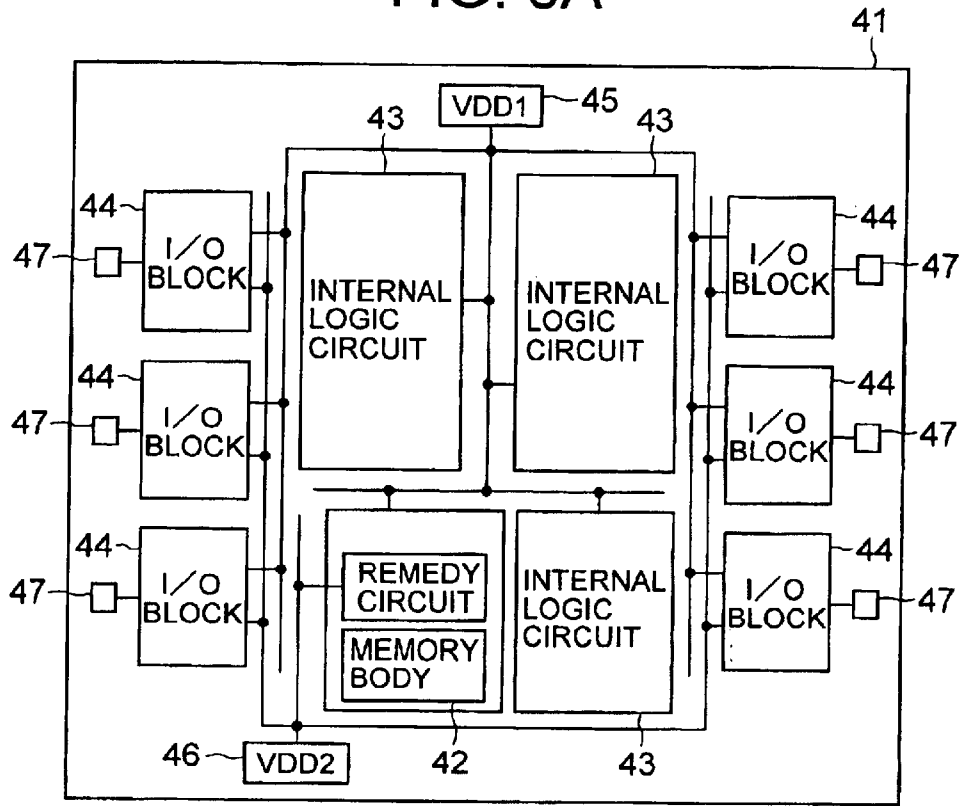 41
VDD1
45
43
43
44
I/O
BLOCK
47
INTERNAL
LOGIC
CIRCUIT
INTERNAL
LOGIC
CIRCUIT
44
I/O
BLOCK
47
44
I/O
BLOCK
47
44
I/O
BLOCK
47
44
I/O
BLOCK
47
REMEDY
CIRCUIT
MEMORY
BODY
INTERNAL
LOGIC
CIRCUIT
44
I/O
BLOCK
47
46
VDD2
42
43